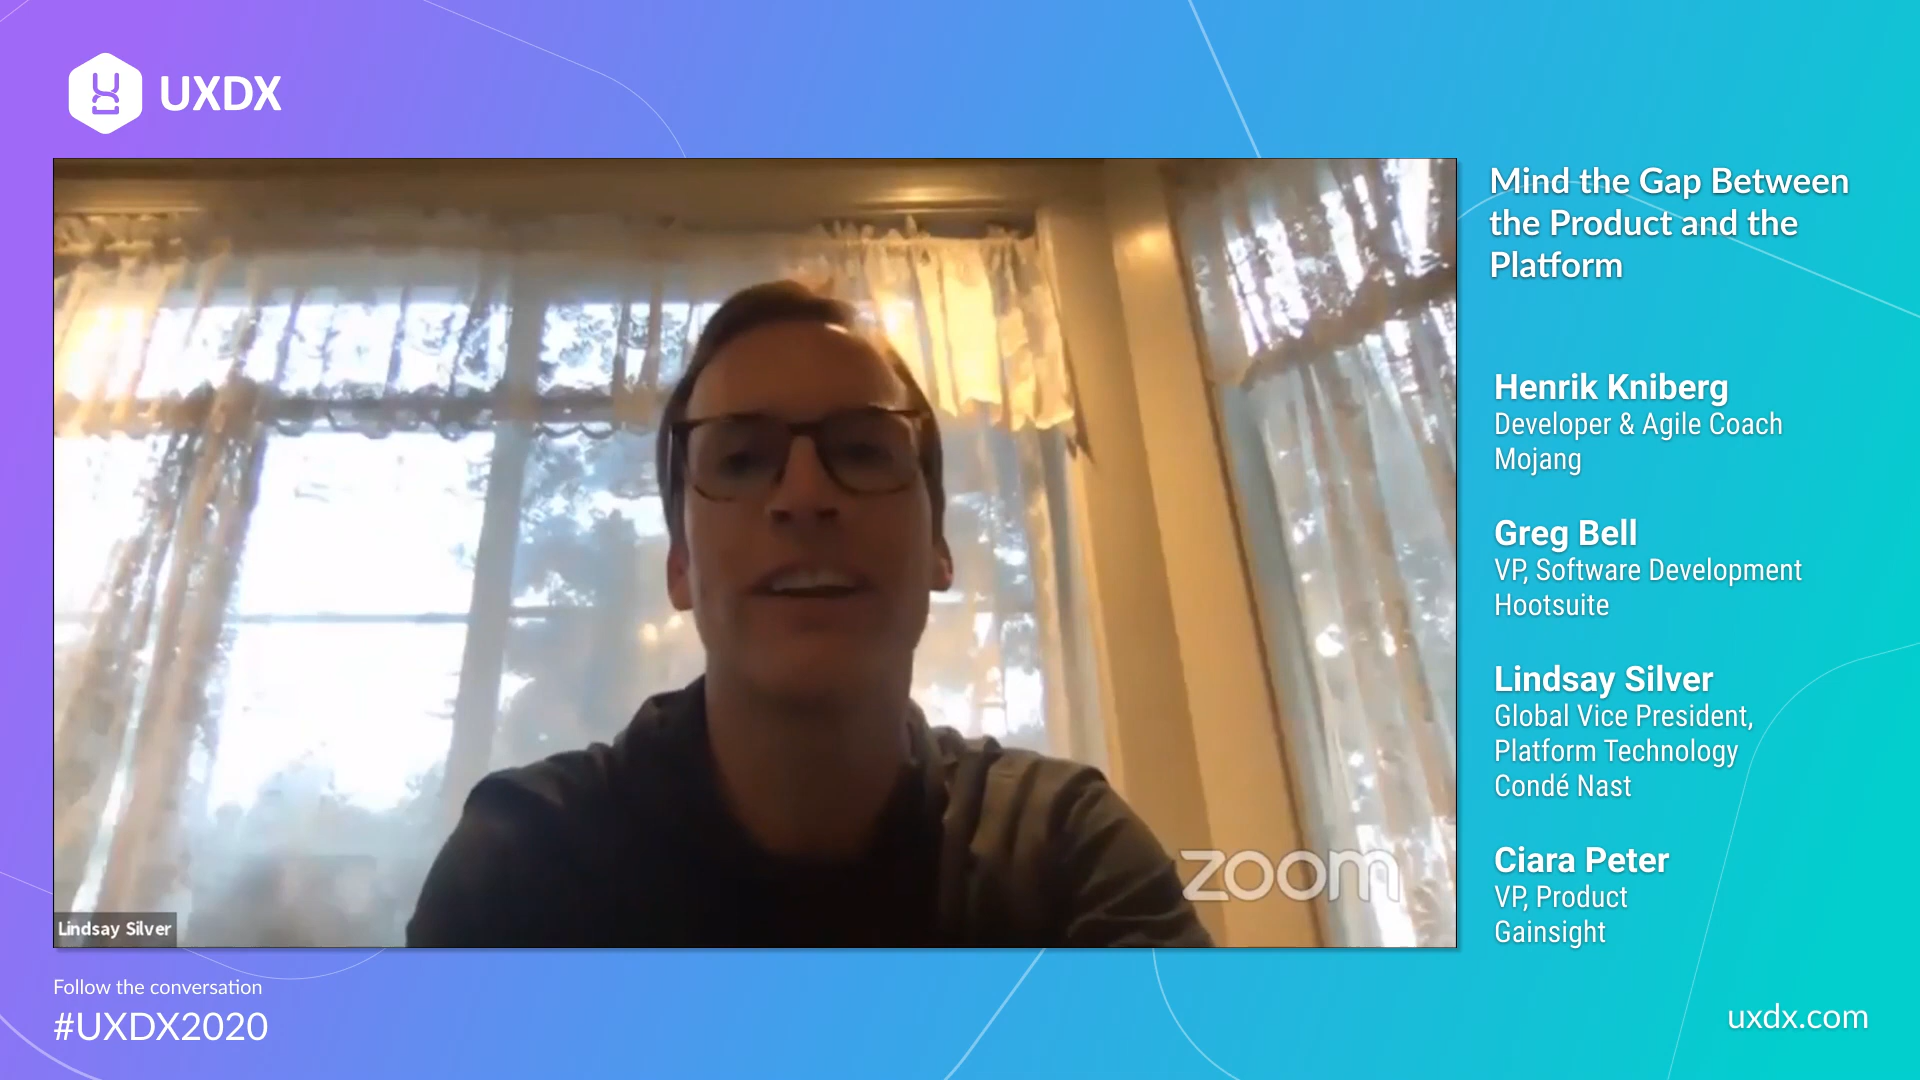 UXDX
Mind the Gap Between
the Product and the
Platform
Henrik Kniberg
Developer & Agile Coach
Mojang
Greg Bell
VP, Software Development
Hootsuite
Lindsay Silver
Global Vice President,
Platform Technology
Condé Nast
Ciara Peter
VP, Product
Gainsight
zoom
Lindsay Silver
Follow the conversation
#UXDX2020
uxdx.com